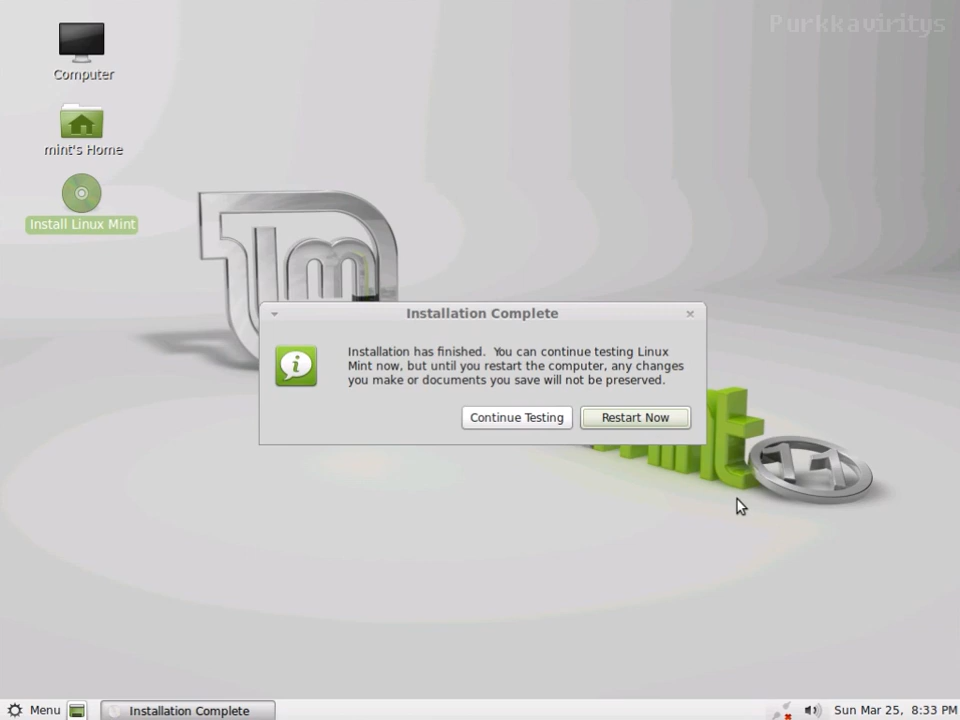 Purkkaviritys
Computer
mint's Home
Install Linux Mint
Installation Complete
Installation has finished.  You can continue testing Linux
Mint now, but until you restart the computer, any changes
you make or documents you save will not be preserved.
Continue Testing
Restart Now
11
Menu
Installation Complete
Sun Mar 25,  8:33 PM